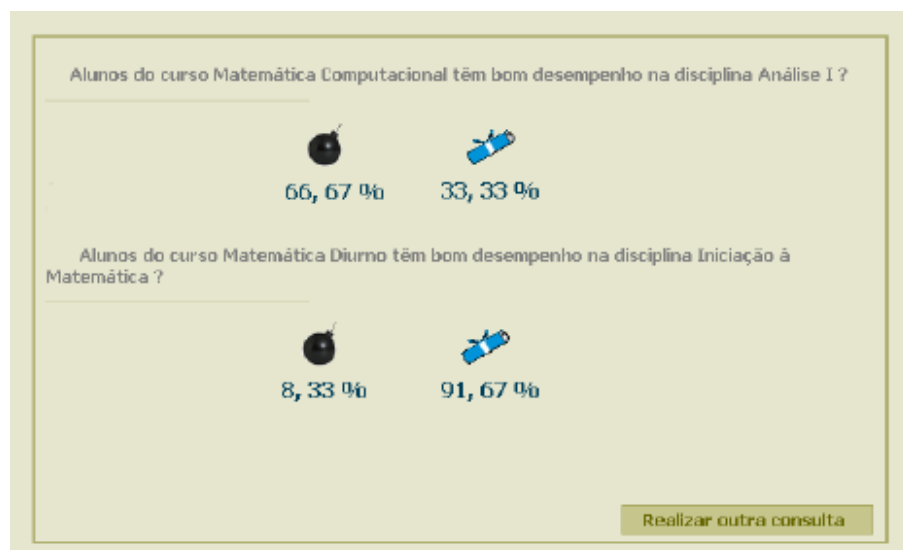 Alunos do curso Matemática Computacional têm bom desempenho na disciplina Análise I ?
66, 67 % 33, 33 %
Alunos do curso Matemática Diurno têm bom desempenho na disciplina Iniciação à
Matemática ?
8, 33 % 91, 67 %
Realizar outra consulta